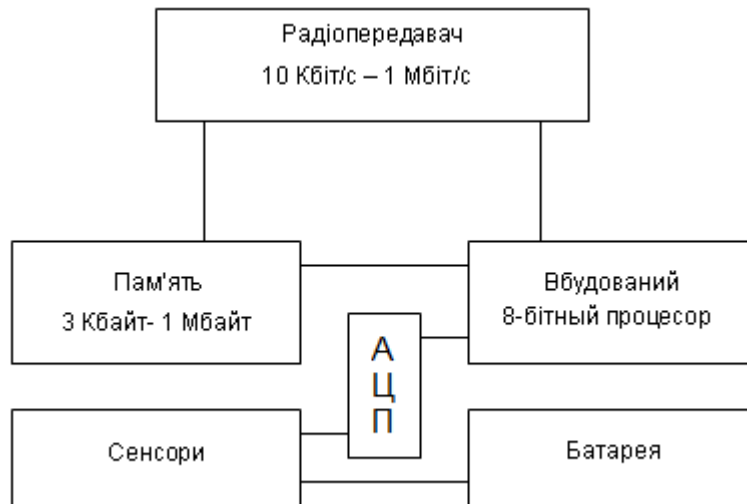 Радіопередавач
10 Кбіт/с – 1 Мбіт/с
Пам'ять
3 Кбайт- 1 Мбайт
Вбудований
8-бітный процесор
А
Ц
П
Сенсори
Батарея